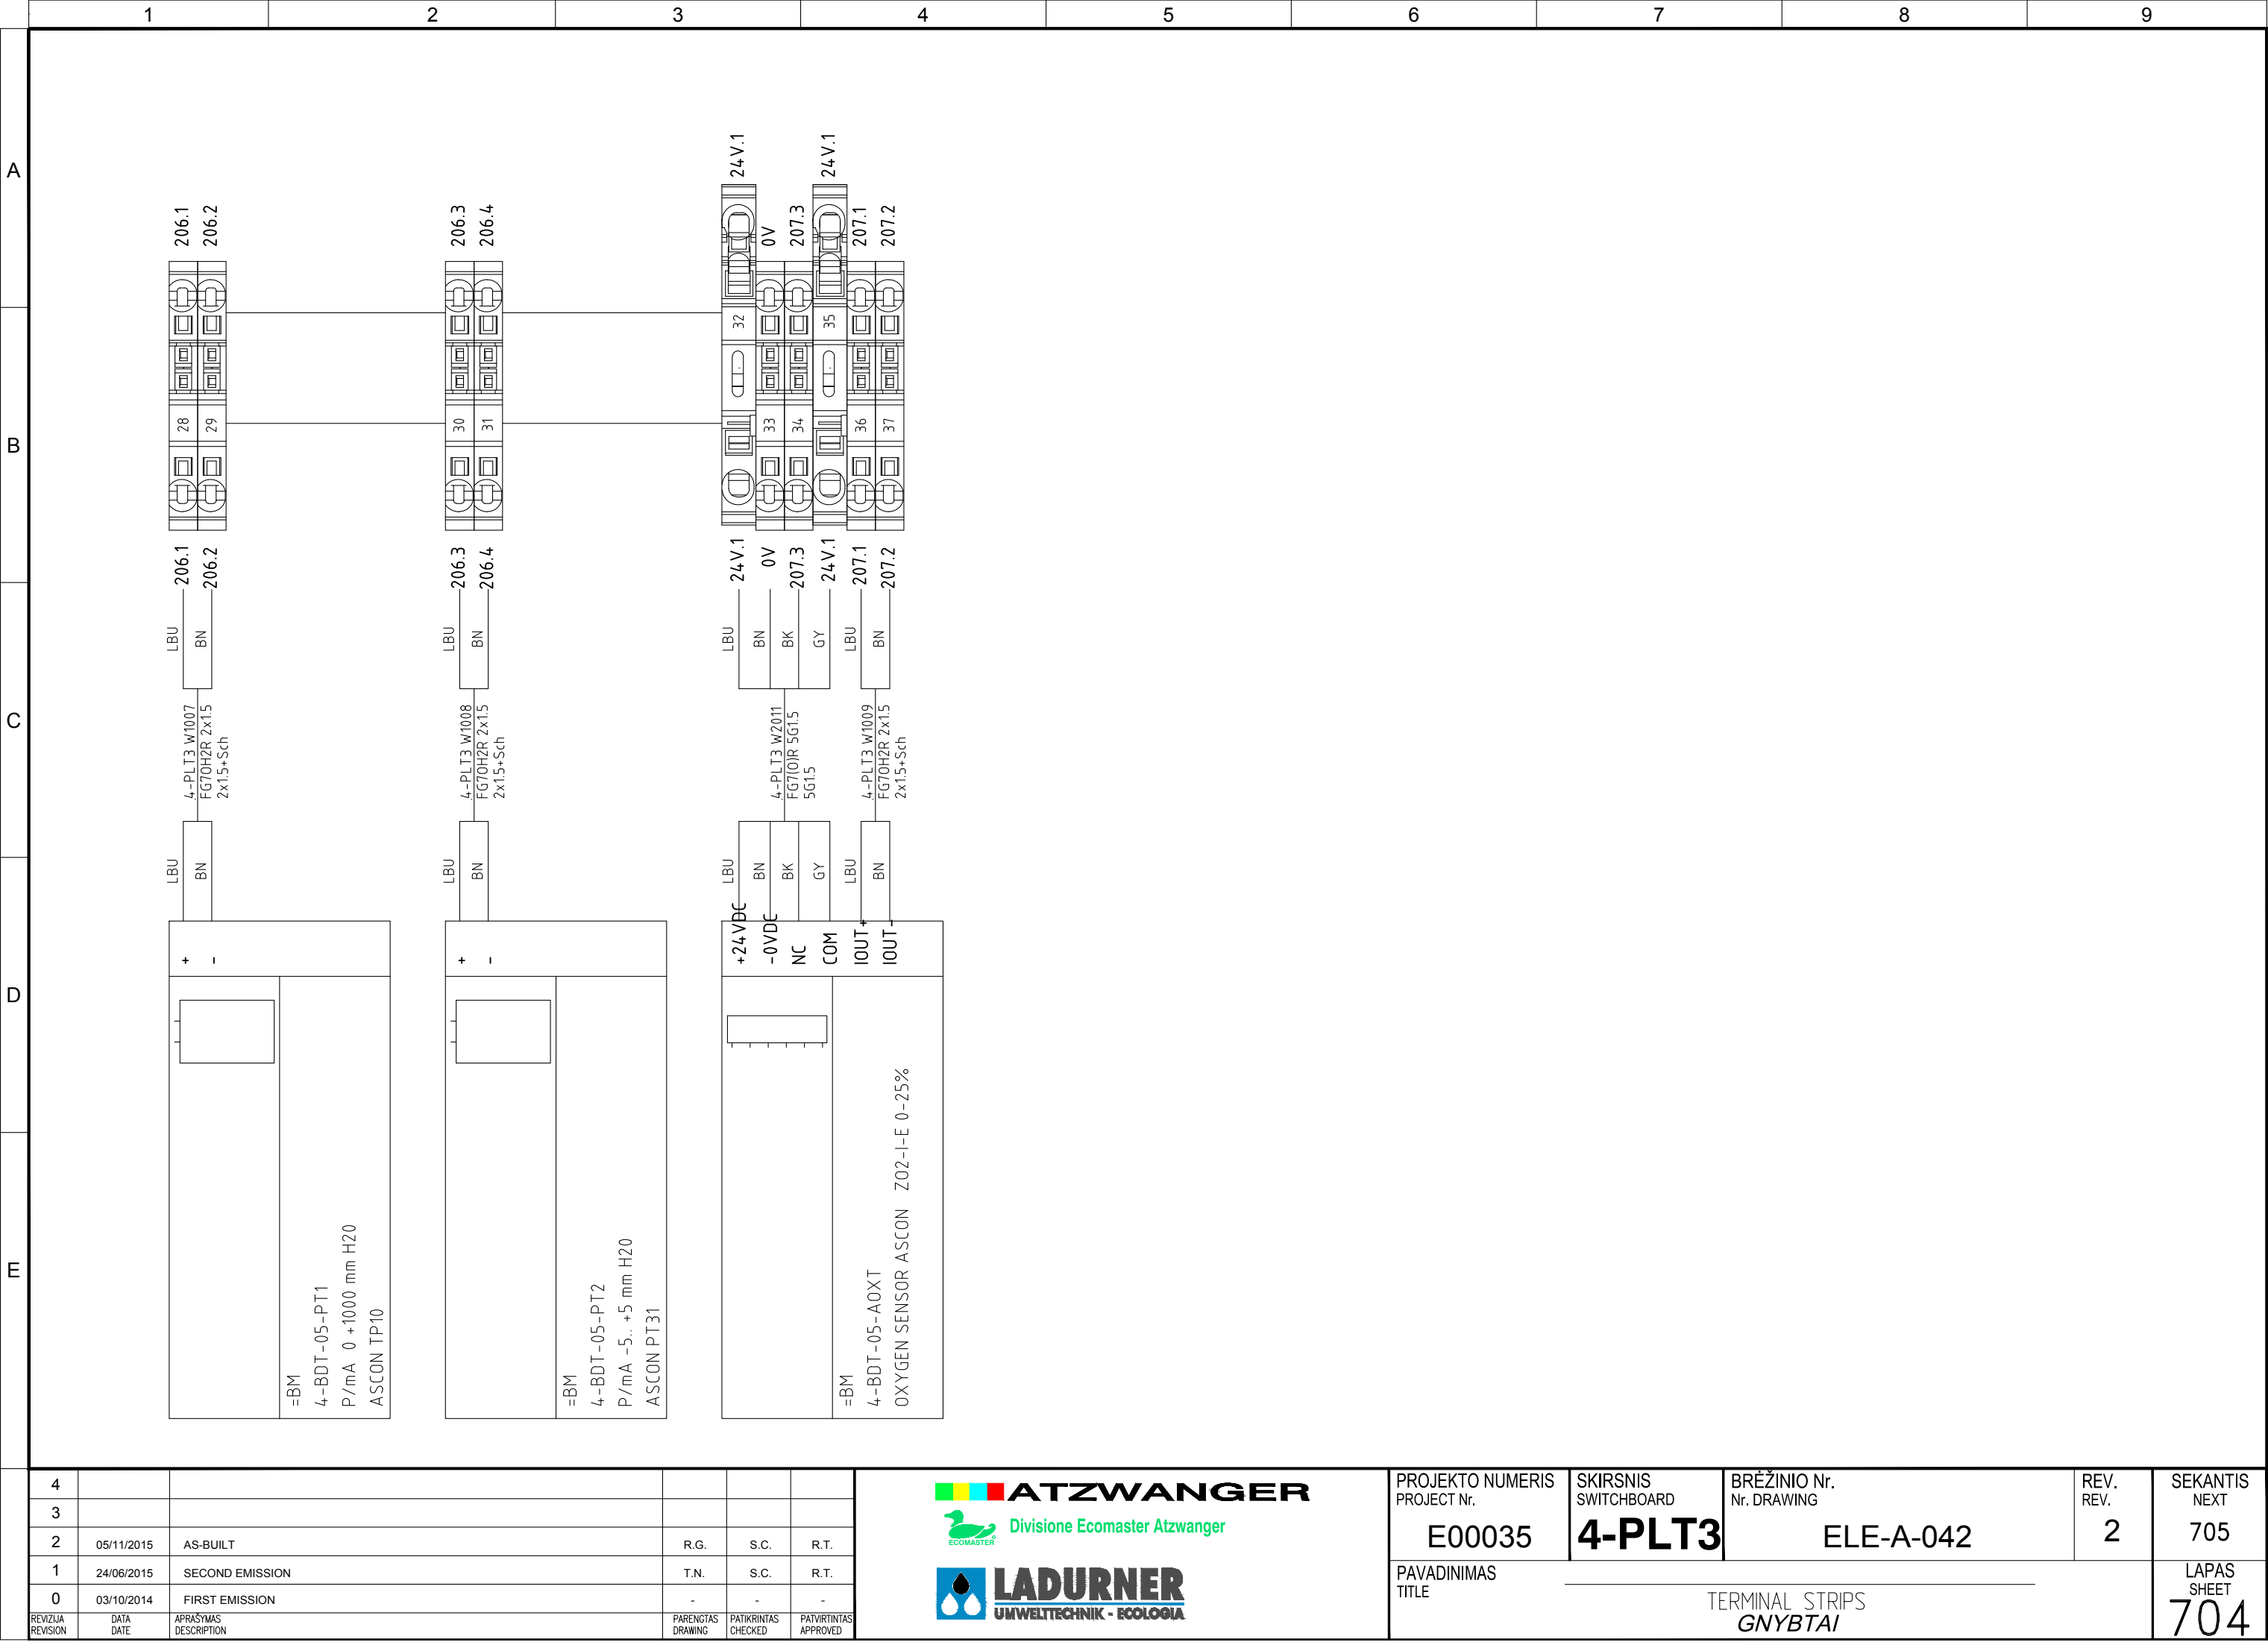 1 2 3 4 5 6 7 8 9
A
B
C
D
E
206.1
206.2
206.3
206.4
24V.1
0V
207.3
24V.1
207.1
207.2
28
29
30
31
32
33
34
35
36
37
206.1
206.2
206.3
206.4
24V.1
0V
207.3
24V.1
207.1
207.2
LBU
BN
LBU
BN
LBU
BN
BK
GY
LBU
BN
4-PLT3 W1007
FG7OH2R 2x1.5
2x1.5+Sch
4-PLT3 W1008
FG7OH2R 2x1.5
2x1.5+Sch
4-PLT3 W2011
FG7(O)R 5G1.5
5G1.5
4-PLT3 W1009
FG7OH2R 2x1.5
2x1.5+Sch
LBU
BN
LBU
BN
LBU
BN
BK
GY
LBU
BN
+
-
+
-
+24VDC
-0VDC
NC
COM
IOUT+
IOUT-
=BM
4-BDT-05-PT1
P/mA 0 +1000 mm H20
ASCON TP10
=BM
4-BDT-05-PT2
P/mA -5.. +5 mm H20
ASCON PT31
=BM
4-BDT-05-AOXT
OXYGEN SENSOR ASCON ZO2-I-E 0-25%
4
3
2 05/11/2015 AS-BUILT R.G. S.C. R.T.
1 24/06/2015 SECOND EMISSION T.N. S.C. R.T.
0 03/10/2014 FIRST EMISSION - - -
REVIZIJA DATA APRAŠYMAS PARENGTAS PATIKRINTAS PATVIRTINTAS
REVISION DATE DESCRIPTION DRAWING CHECKED APPROVED
ATZWANGER
Divisione Ecomaster Atzwanger
ECOMASTER
LADURNER
UMWELTTECHNIK - ECOLOGIA
PROJEKTO NUMERIS
PROJECT Nr.
E00035
SKIRSNIS
SWITCHBOARD
4-PLT3
BRĖŽINIO Nr.
Nr. DRAWING
ELE-A-042
REV.
REV.
2
SEKANTIS
NEXT
705
PAVADINIMAS
TITLE
TERMINAL STRIPS
GNYBTAI
LAPAS
SHEET
704